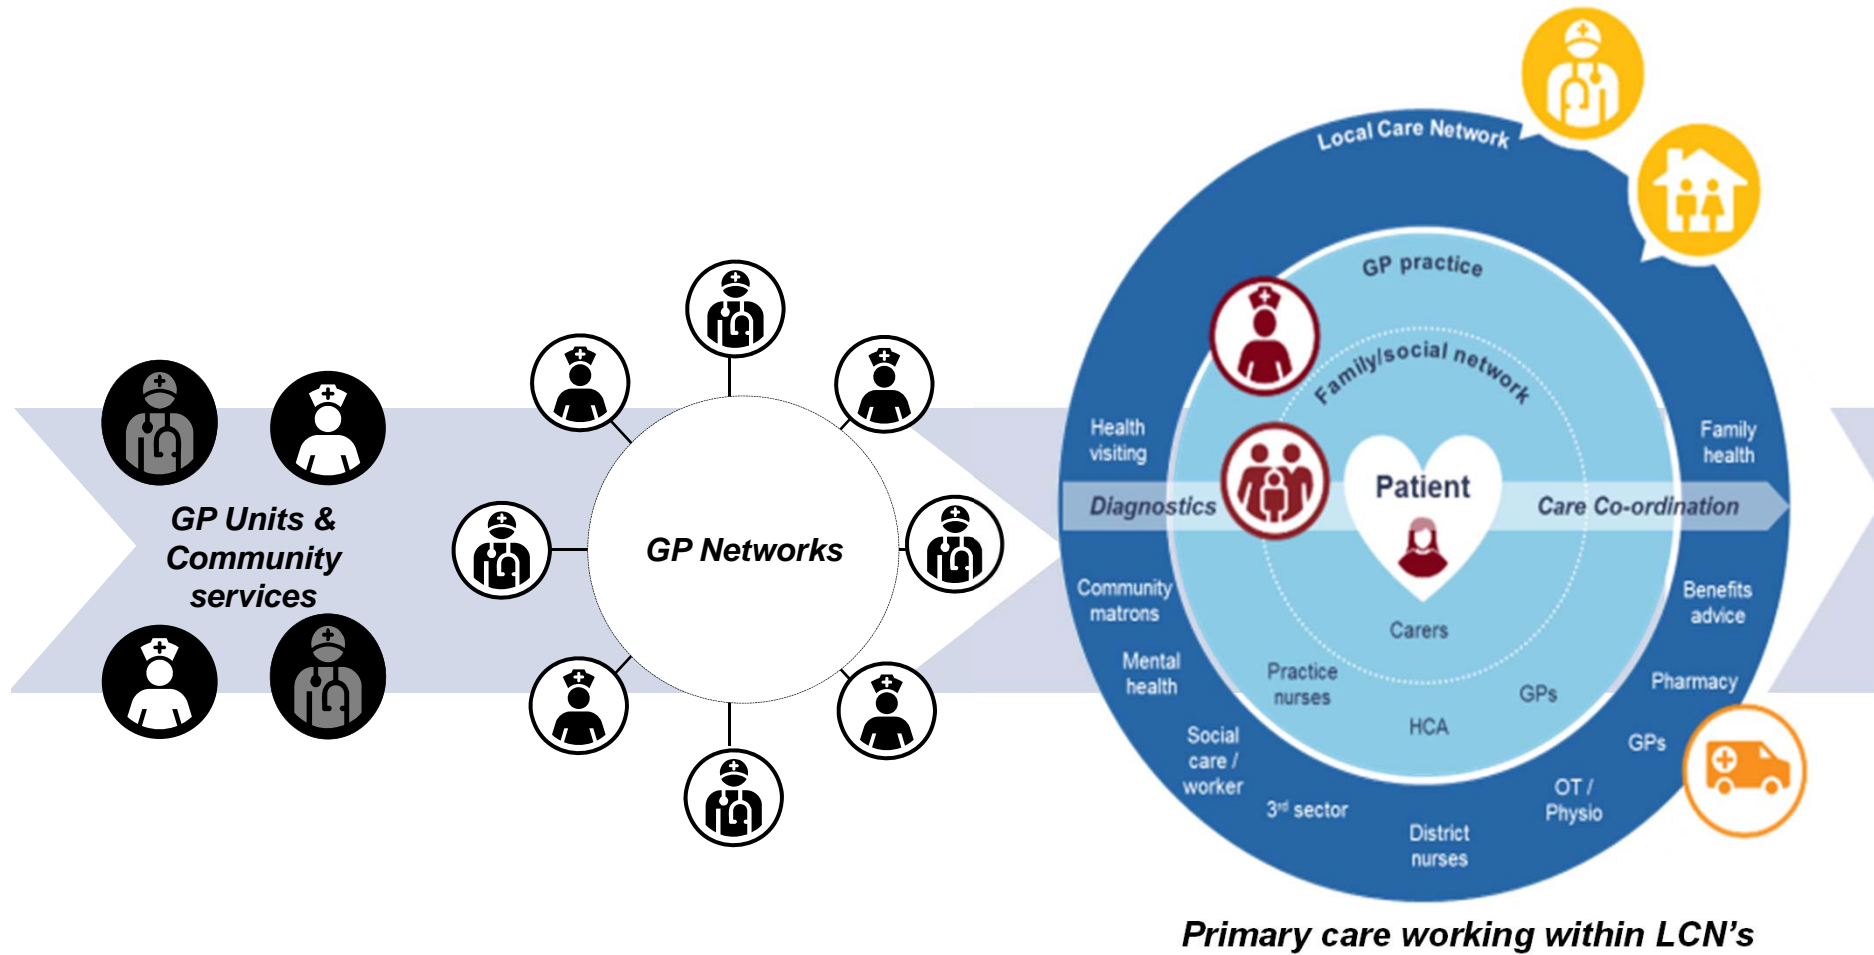 GP Units &
Community
services
GP Networks
Local Care Network
GP practice
Family/social network
Health
visiting
Family
health
Patient
Diagnostics
Care Co-ordination
Community
matrons
Benefits
advice
Carers
Mental
health
Practice
nurses
GPs
Pharmacy
HCA
Social
care /
worker
GPs
3rd sector
OT /
Physio
District
nurses
Primary care working within LCN's